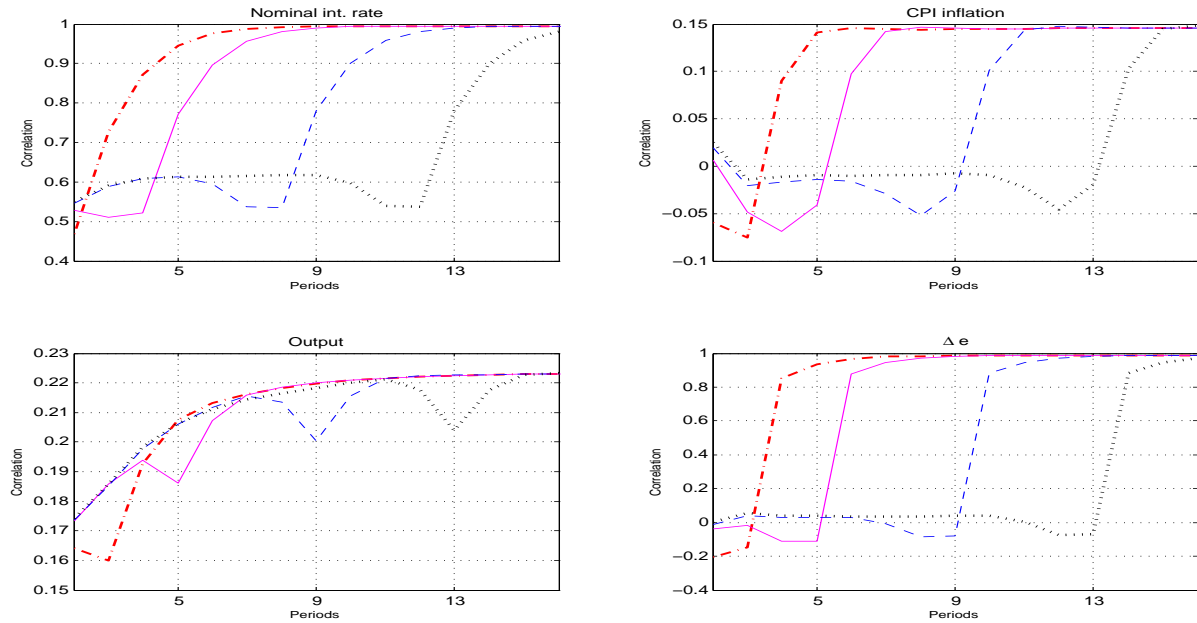 Nominal int. rate
Correlation
1
0.9
0.8
0.7
0.6
0.5
0.4
5 9 13
Periods
CPI inflation
Correlation
0.15
0.1
0.05
0
−0.05
−0.1
5 9 13
Periods
Output
Correlation
0.23
0.22
0.21
0.2
0.19
0.18
0.17
0.16
0.15
5 9 13
Periods
Δ e
Correlation
1
0.8
0.6
0.4
0.2
0
−0.2
−0.4
5 9 13
Periods